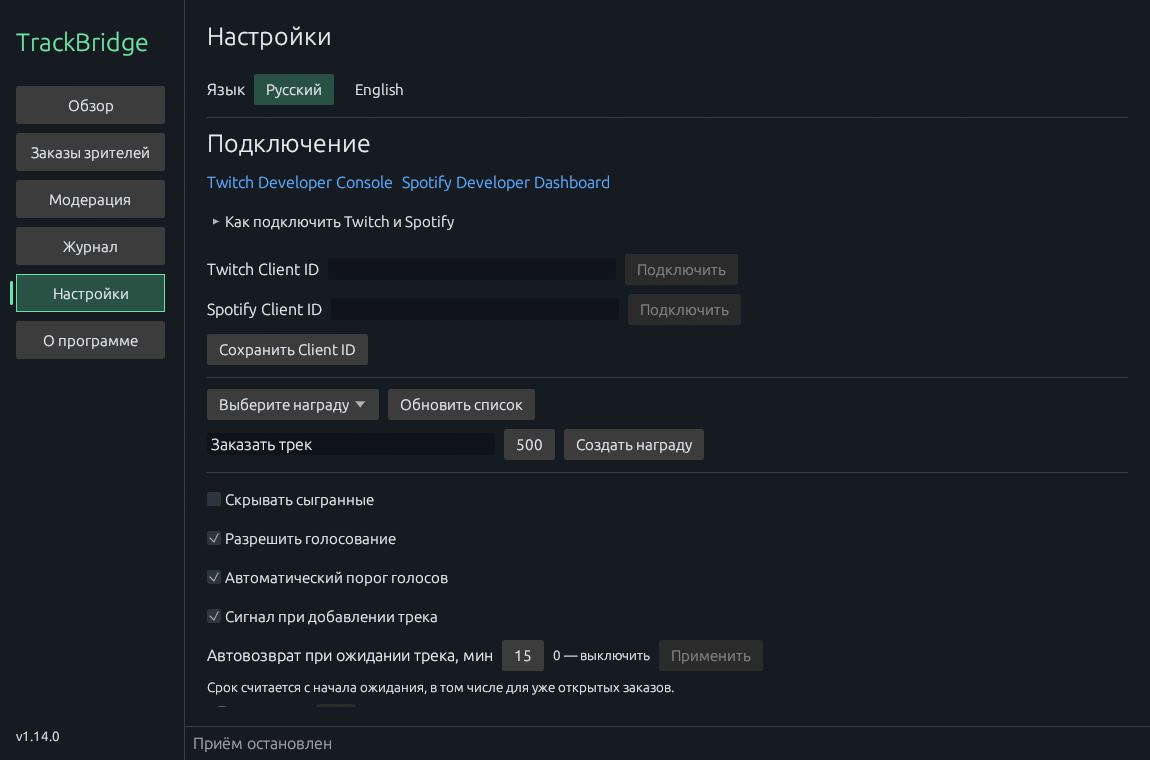 TrackBridge
Обзор
Заказы зрителей
Модерация
Журнал
Настройки
О программе
v1.14.0
Настройки
Язык Русский English
Подключение
Twitch Developer Console Spotify Developer Dashboard
Как подключить Twitch и Spotify
Twitch Client ID Подключить
Spotify Client ID Подключить
Сохранить Client ID
Выберите награду Обновить список
Заказать трек 500 Создать награду
Скрывать сыгранные
Разрешить голосование
Автоматический порог голосов
Сигнал при добавлении трека
Автовозврат при ожидании трека, мин 15 0 — выключить Применить
Срок считается с начала ожидания, в том числе для уже открытых заказов.
Приём остановлен